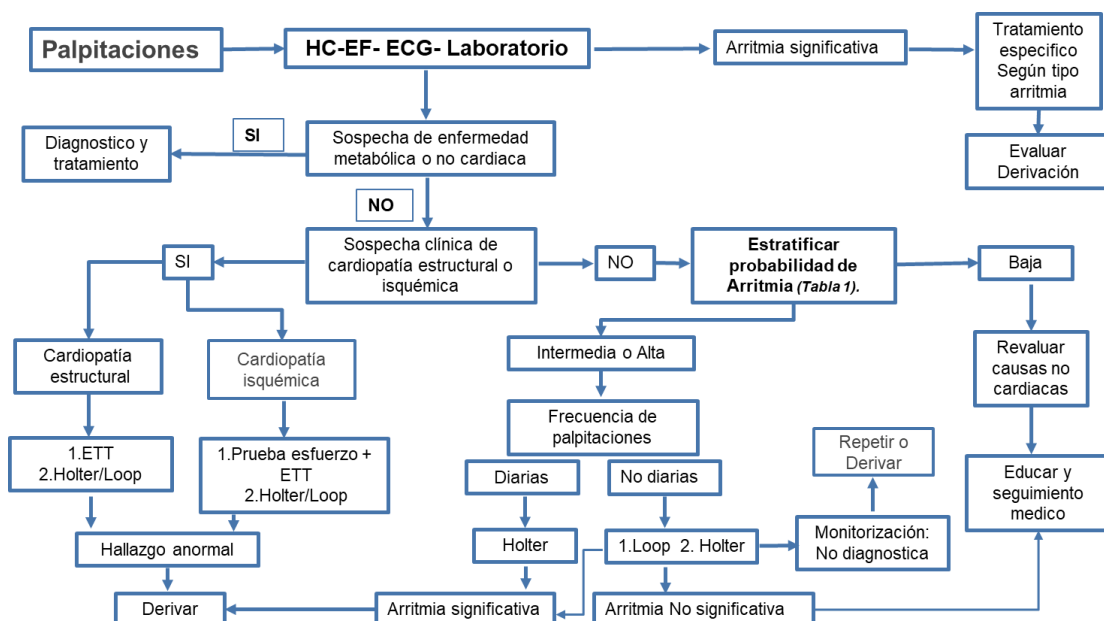 Palpitaciones
HC-EF- ECG- Laboratorio
Arritmia significativa
Tratamiento
especifico
Según tipo
arritmia
Evaluar
Derivación
SI
Diagnostico y
tratamiento
Sospecha de enfermedad
metabólica o no cardiaca
NO
SI
Sospecha clínica de
cardiopatía estructural o
isquémica
NO
Estratificar
probabilidad de
Arritmia (Tabla 1).
Baja
Cardiopatía
estructural
Cardiopatía
isquémica
Intermedia o Alta
Revaluar
causas no
cardiacas
Frecuencia de
palpitaciones
1.ETT
2.Holter/Loop
1.Prueba esfuerzo +
ETT
2.Holter/Loop
Repetir o
Derivar
Diarias
No diarias
Educar y
seguimiento
medico
Hallazgo anormal
Holter
1.Loop 2. Holter
Monitorización:
No diagnostica
Derivar
Arritmia significativa
Arritmia No significativa